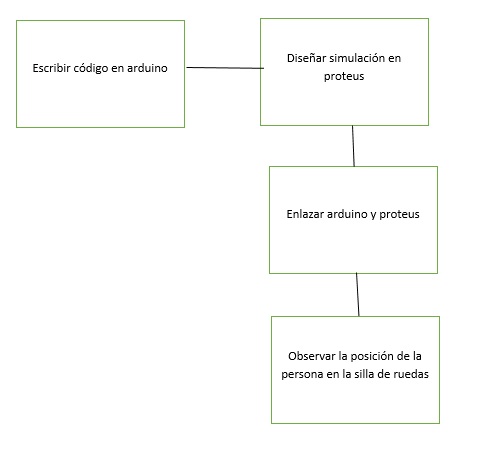 Escribir código en arduino
Diseñar simulación en
proteus
Enlazar arduino y proteus
Observar la posición de la
persona en la silla de ruedas